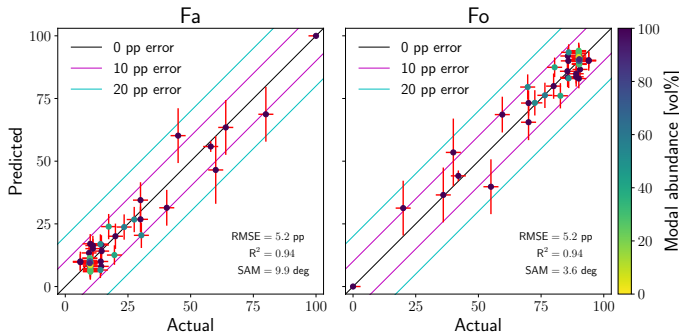 Fa
Fo
0 pp error
10 pp error
20 pp error
RMSE = 5.2 pp
R² = 0.94
SAM = 9.9 deg
0 pp error
10 pp error
20 pp error
RMSE = 5.2 pp
R² = 0.94
SAM = 3.6 deg
100
75
50
25
0
Predicted
0 25 50 75 100
0 25 50 75 100
Actual
Actual
100
80
60
40
20
0
Modal abundance [vol%]